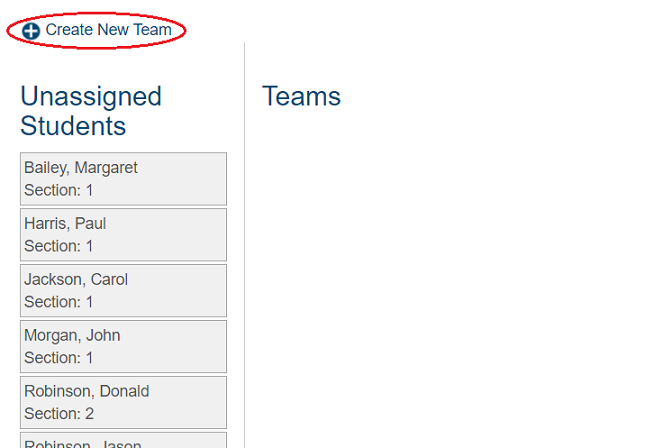 Create New Team
Unassigned
Students
Bailey, Margaret
Section: 1
Harris, Paul
Section: 1
Jackson, Carol
Section: 1
Morgan, John
Section: 1
Robinson, Donald
Section: 2
Robinson, Jason
Teams